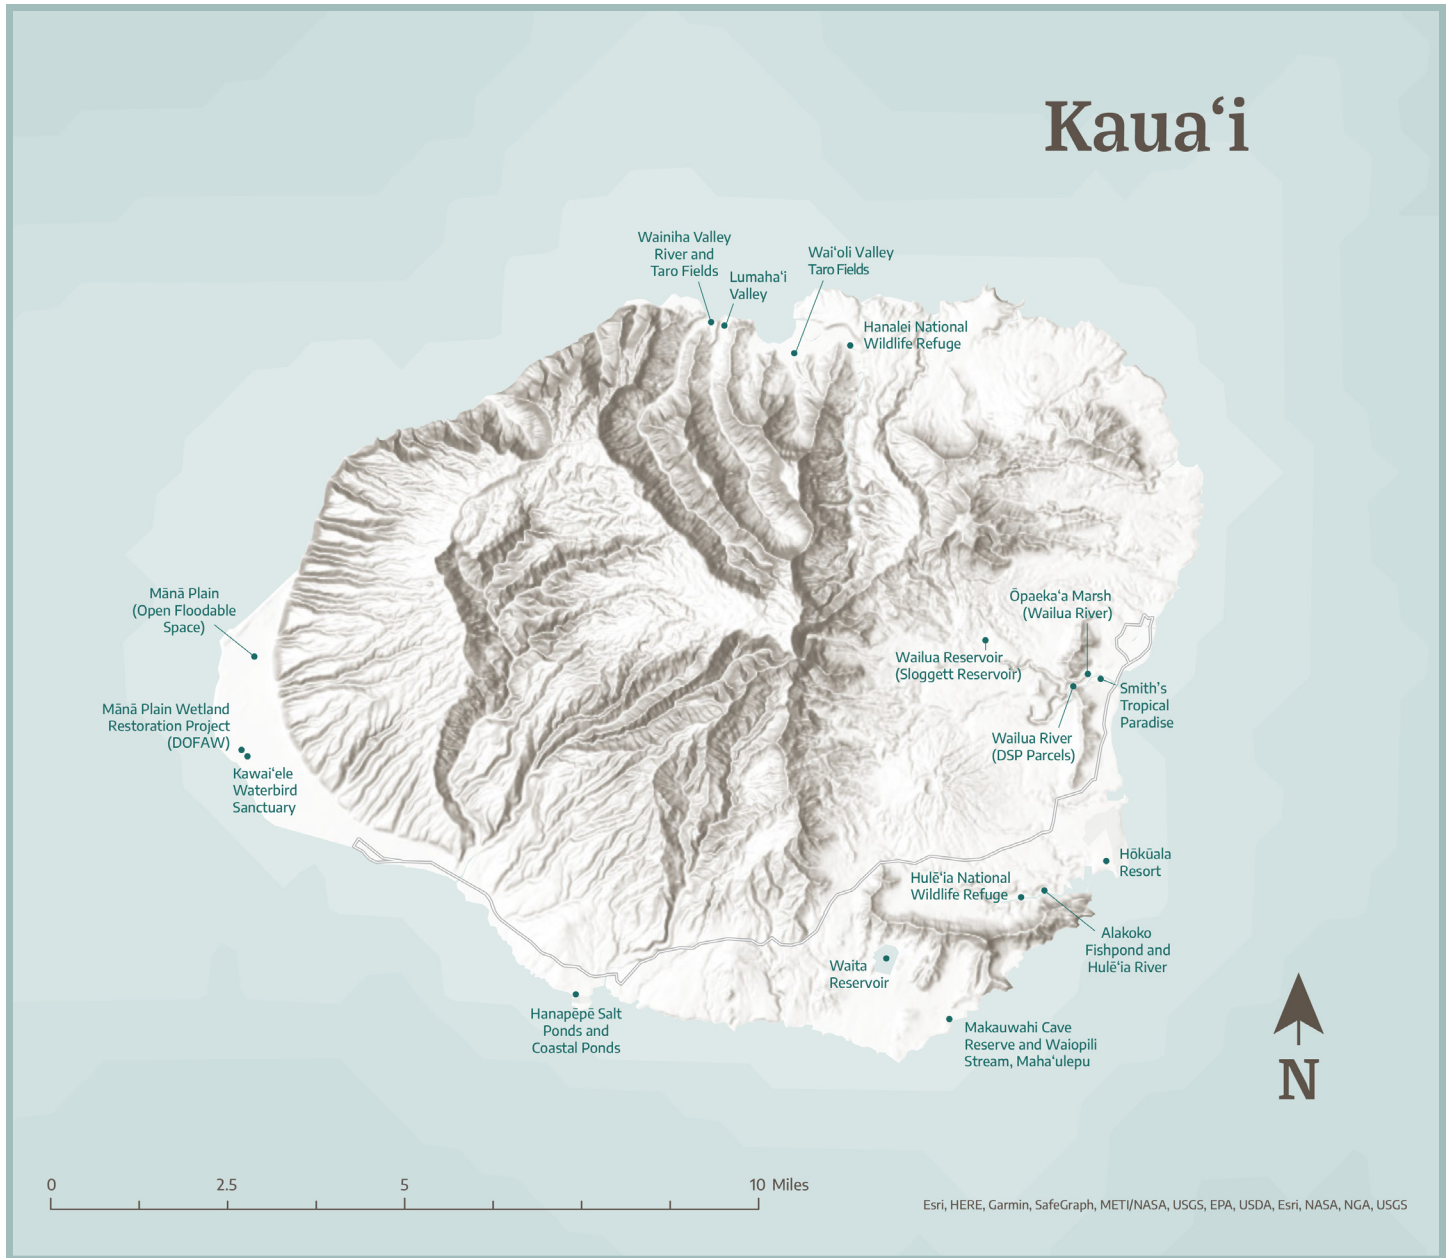 Kauaʻi
Wainiha Valley
River and
Taro Fields
Lumahaʻi
Valley
Waiʻoli Valley
Taro Fields
Hanalei National
Wildlife Refuge
Mānā Plain
(Open Floodable
Space)
Ōpaekaʻa Marsh
(Wailua River)
Wailua Reservoir
(Sloggett Reservoir)
Smith's
Tropical
Paradise
Wailua River
(DSP Parcels)
Mānā Plain Wetland
Restoration Project
(DOFAW)
Kawaiʻele
Waterbird
Sanctuary
Hōkūala
Resort
Hulēʻia National
Wildlife Refuge
Alakoko
Fishpond and
Hulēʻia River
Waita
Reservoir
Hanapēpē Salt
Ponds and
Coastal Ponds
Makauwahi Cave
Reserve and Waiopili
Stream, Mahaʻulepu
N
0 2.5 5 10 Miles
Esri, HERE, Garmin, SafeGraph, METI/NASA, USGS, EPA, USDA, Esri, NASA, NGA, USGS